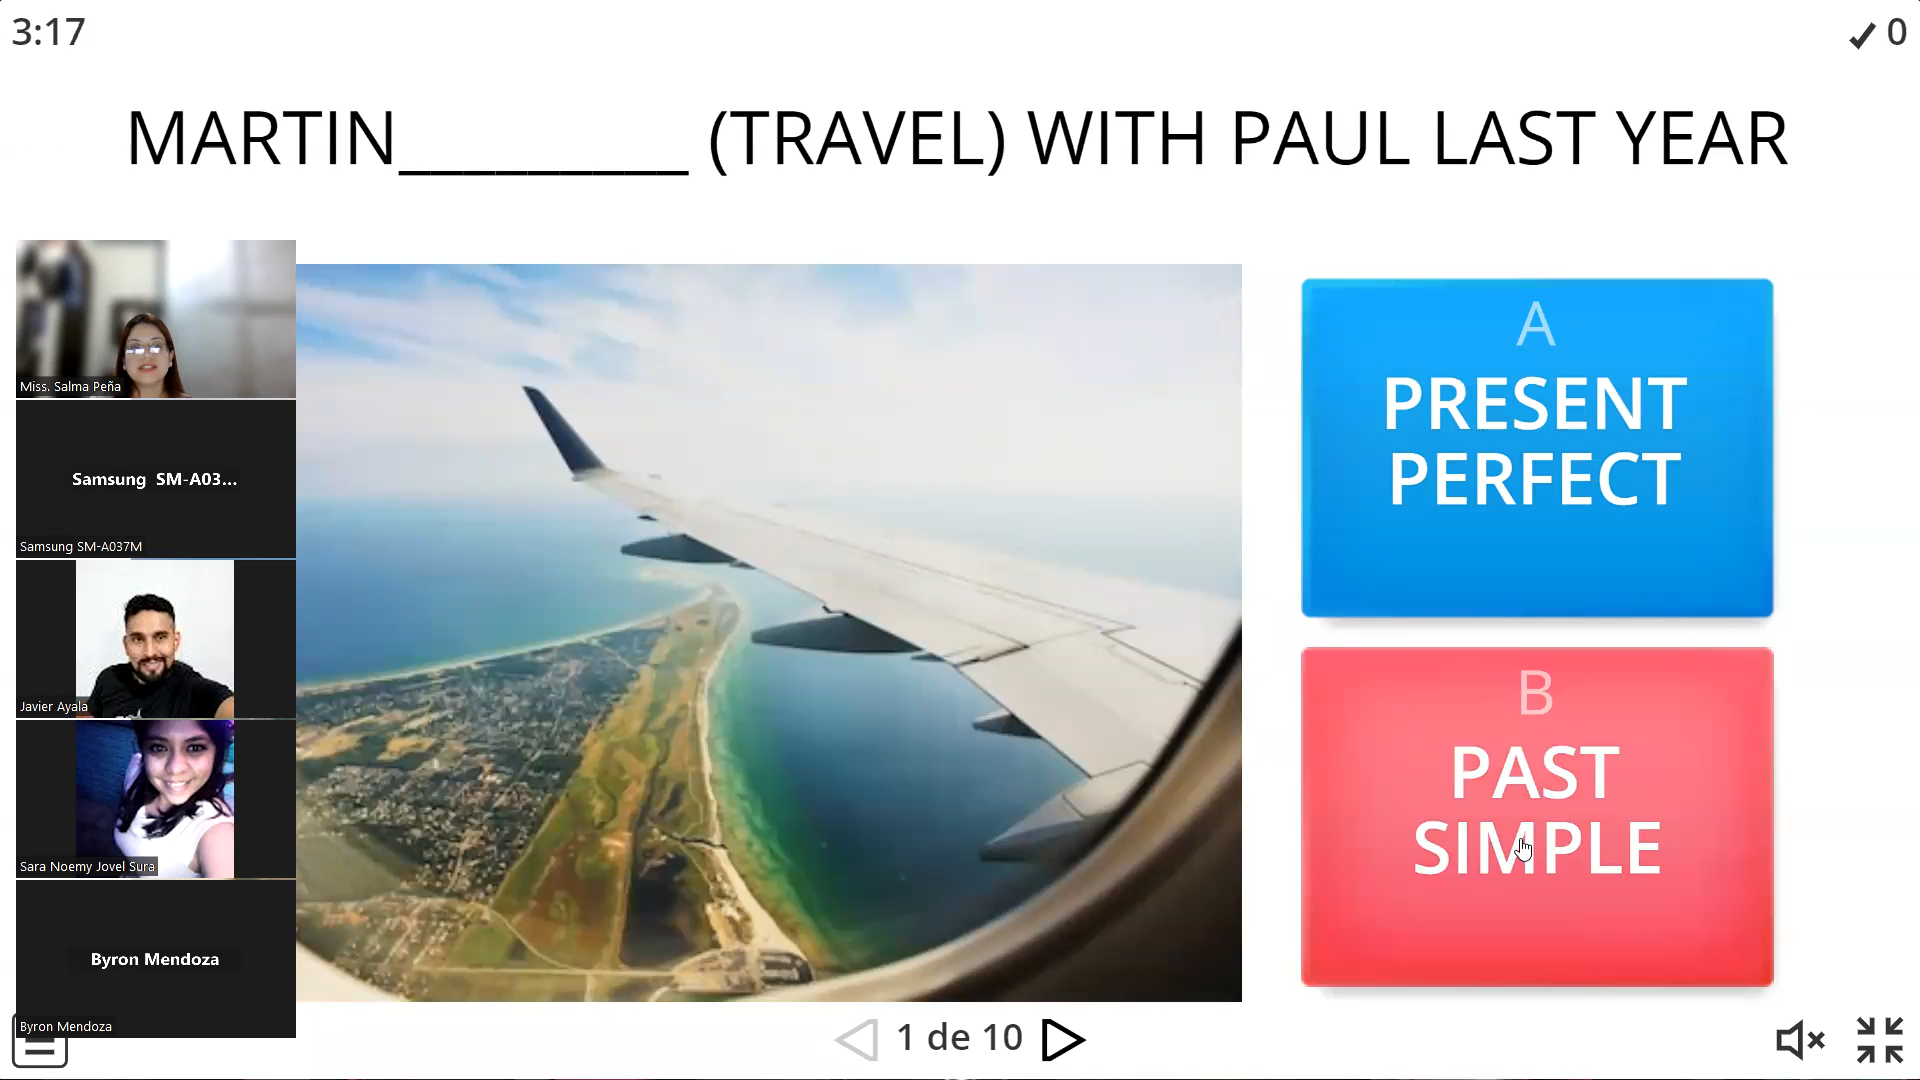 3:17
0
MARTIN_________ (TRAVEL) WITH PAUL LAST YEAR
Miss. Salma Peña
Samsung SM-A03...
Samsung SM-A037M
Javier Ayala
Sara Noemy Jovel Sura
Byron Mendoza
Byron Mendoza
A
PRESENT
PERFECT
B
PAST
SIMPLE
1 de 10